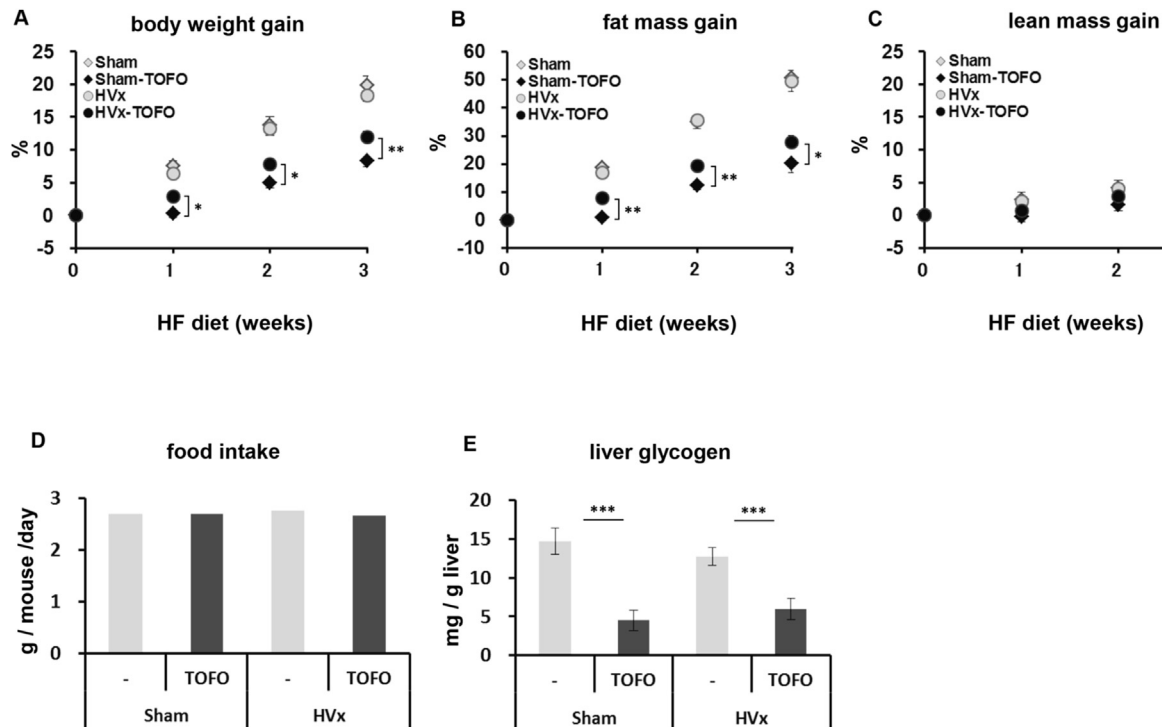 A
body weight gain
25
20
15
10
5
0
-5
%
Sham
Sham-TOFO
HVx
HVx-TOFO
*
*
**
0 1 2 3
HF diet (weeks)
B
fat mass gain
60
50
40
30
20
10
0
-10
%
Sham
Sham-TOFO
HVx
HVx-TOFO
**
**
*
0 1 2 3
HF diet (weeks)
C
lean mass gain
25
20
15
10
5
0
-5
%
Sham
Sham-TOFO
HVx
HVx-TOFO
0 1 2
HF diet (weeks)
D
food intake
g / mouse /day
3
2
1
0
- TOFO - TOFO
Sham HVx
E
liver glycogen
mg / g liver
20
15
10
5
0
*** ***
- TOFO - TOFO
Sham HVx